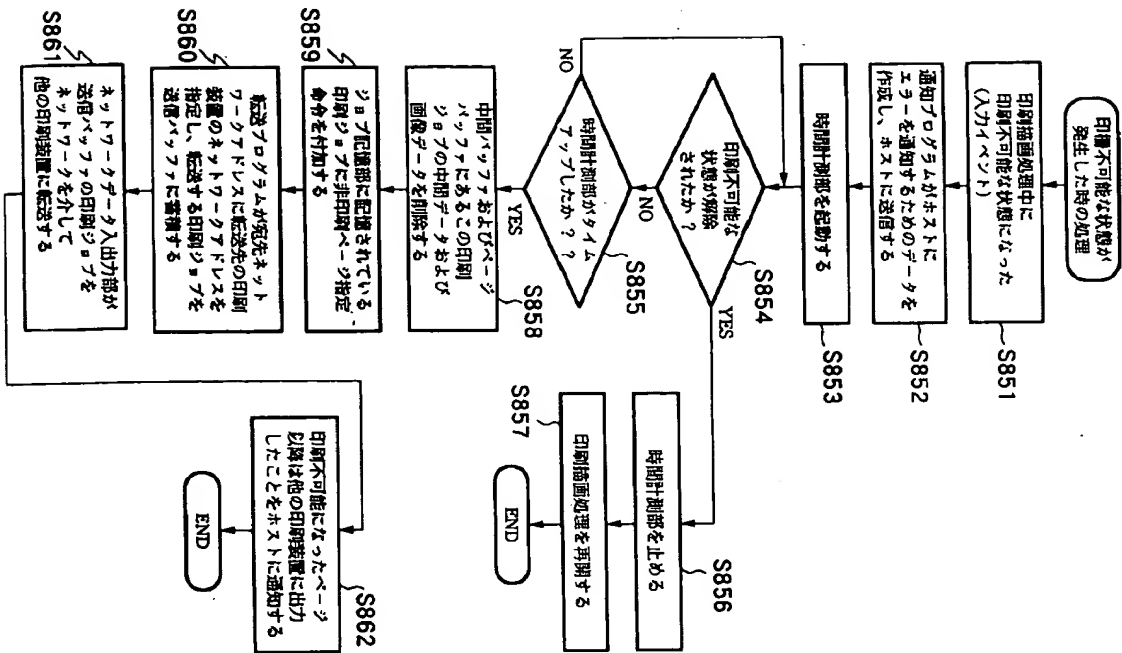 印刷不可能な状態が
発生した時の処理
印刷描画処理中に
印刷不可能な状態になった
(入力イベント)
S851
通知プログラムがホストに
エラーを通知するためのデータを
作成し、ホストに送信する
S852
時間計測部を起動する
S853
印刷不可能な
状態が解除
されたか?
S854
YES
NO
時間計測部がタイム
アップしたか? ?
S855
NO
YES
時間計測部を止める
S856
印刷描画処理を再開する
S857
END
中間バッファおよびページ
バッファにあるこの印刷
ジョブの中間データおよび
画像データを削除する
S858
ジョブ記憶部に記憶されている
印刷ジョブに非印刷ページ指定
命令を付加する
S859
転送プログラムが宛先ネット
ワークアドレスに転送先の印刷
装置のネットワークアドレスを
指定し、転送する印刷ジョブを
送信バッファに蓄積する
S860
ネットワークデータ入出力部が
送信バッファの印刷ジョブを
ネットワークを介して
他の印刷装置に転送する
S861
印刷不可能になったページ
以降は他の印刷装置に出力
したことをホストに通知する
S862
END